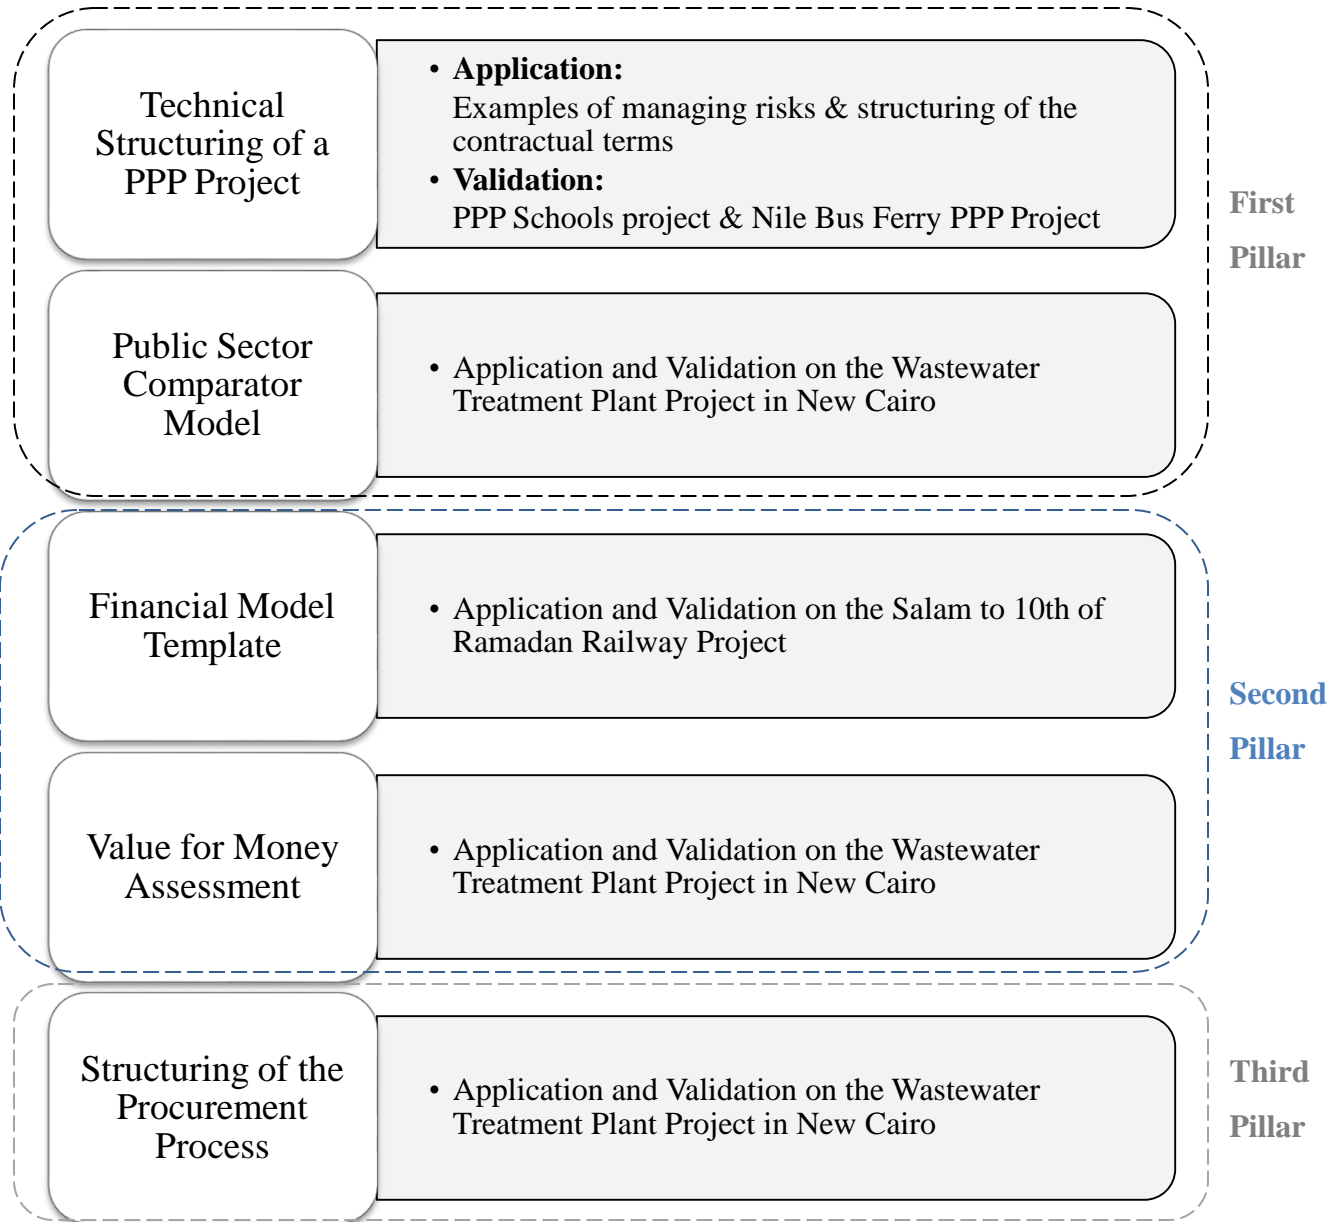 Technical
Structuring of a
PPP Project
• Application:
Examples of managing risks & structuring of the
contractual terms
• Validation:
PPP Schools project & Nile Bus Ferry PPP Project
First
Pillar
Public Sector
Comparator
Model
• Application and Validation on the Wastewater
Treatment Plant Project in New Cairo
Financial Model
Template
• Application and Validation on the Salam to 10th of
Ramadan Railway Project
Second
Pillar
Value for Money
Assessment
• Application and Validation on the Wastewater
Treatment Plant Project in New Cairo
Structuring of the
Procurement
Process
• Application and Validation on the Wastewater
Treatment Plant Project in New Cairo
Third
Pillar